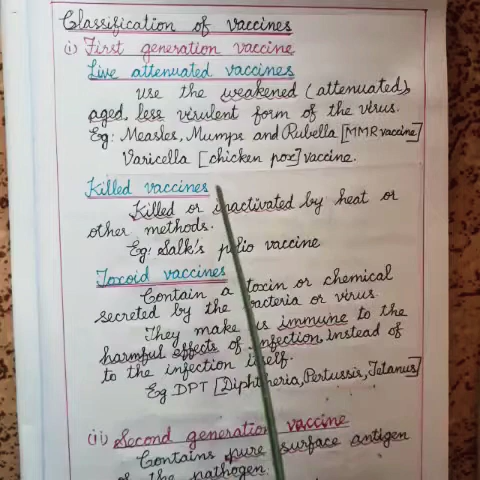 Classification of vaccines
(i) First generation vaccine
Live attenuated vaccines
use the weakened (attenuated)
aged less virulent form of the virus.
Eg: Measles, Mumps and Rubella [MMR vaccine]
Varicella [chicken pox] vaccine.
Killed vaccines
Killed or inactivated by heat or
other methods.
Eg: Salk's polio vaccine
Toxoid vaccines
Contain a toxin or chemical
secreted by the bacteria or virus.
They make us immune to the
harmful effects of infection, instead of
to the infection itself.
Eg DPT [Diphtheria, Pertussis, Tetanus]
(ii) Second generation vaccine
Contains pure surface antigen
of the pathogen.